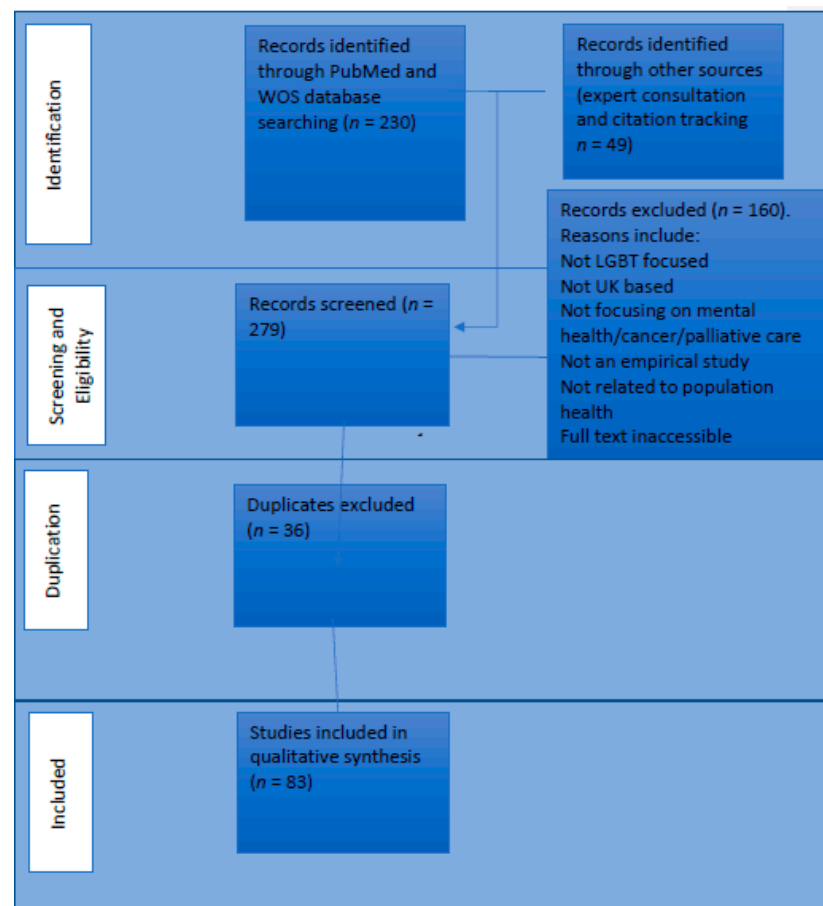 Identification
Records identified
through PubMed and
WOS database
searching (n = 230)
Records identified
through other sources
(expert consultation
and citation tracking
n = 49)
Screening and
Eligibility
Records screened (n =
279)
Records excluded (n = 160).
Reasons include:
Not LGBT focused
Not UK based
Not focusing on mental
health/cancer/palliative care
Not an empirical study
Not related to population
health
Full text inaccessible
Duplication
Duplicates excluded
(n = 36)
Included
Studies included in
qualitative synthesis
(n = 83)